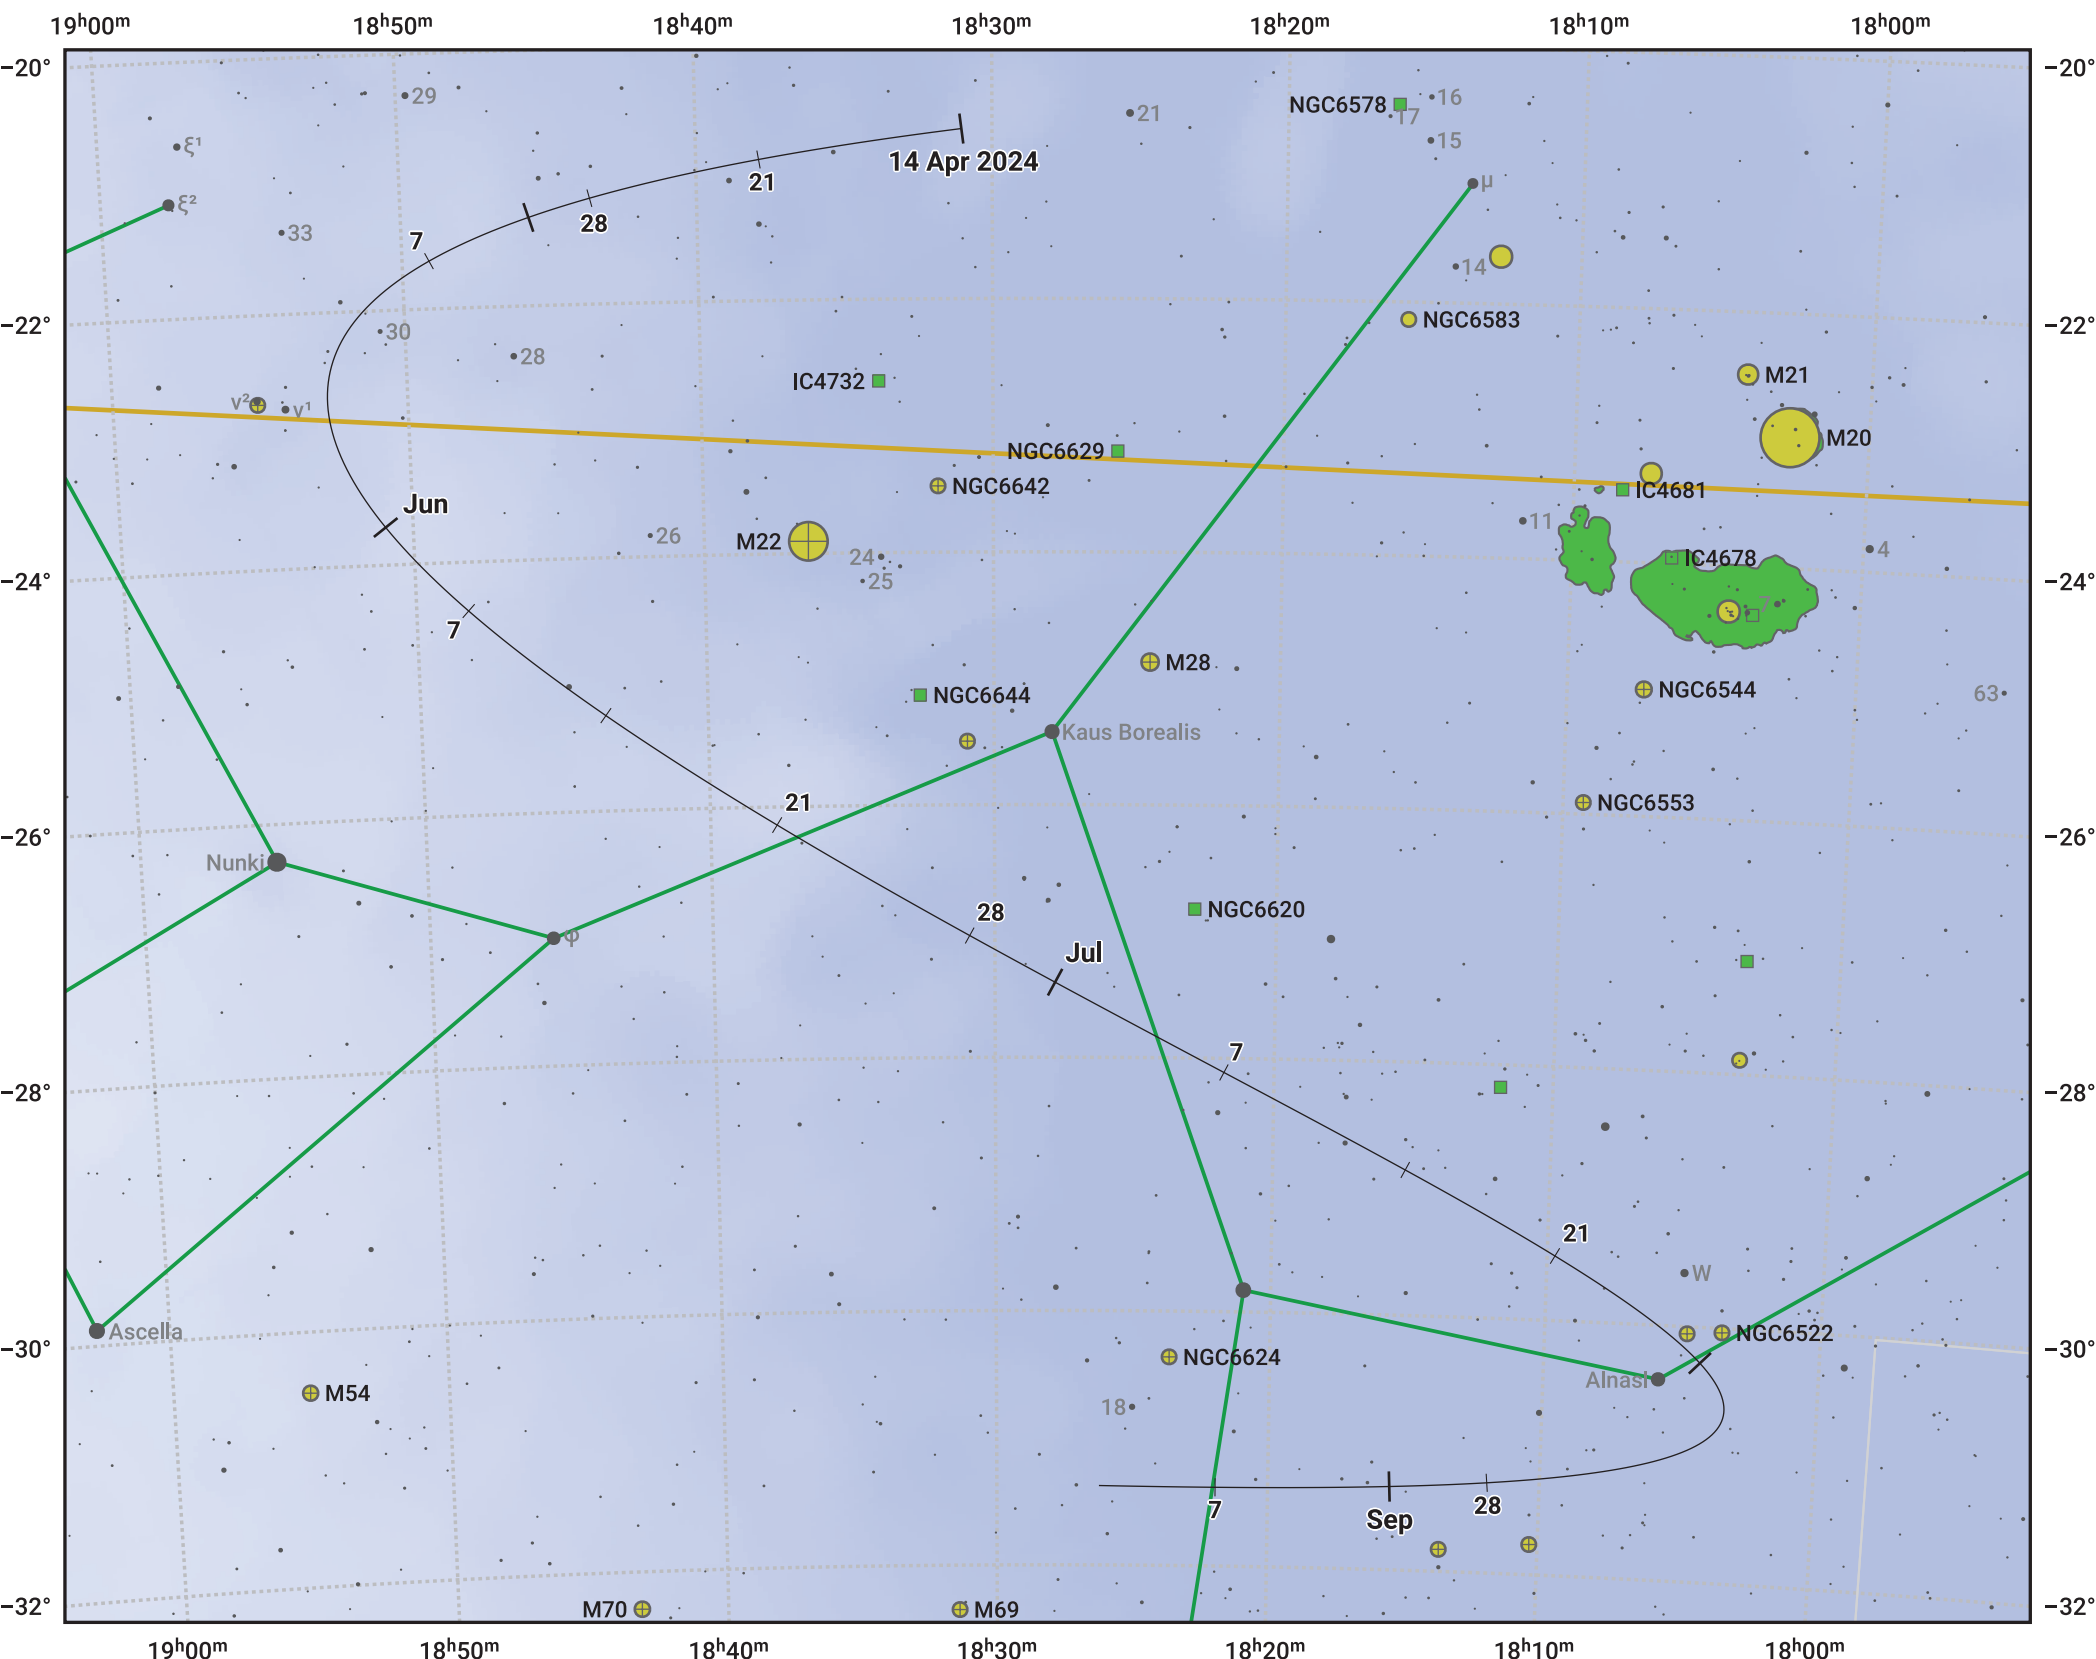 19ʰ00ᵐ 18ʰ50ᵐ 18ʰ40ᵐ 18ʰ30ᵐ 18ʰ20ᵐ 18ʰ10ᵐ 18ʰ00ᵐ
−20° −20°
29
NGC6578
16
17
21
15
ξ¹
14 Apr 2024
21
μ
ξ²
28
33
7
14
−22° −22°
NGC6583
30
28
M21
IC4732
ν²
ν¹
M20
NGC6629
NGC6642
IC4681
Jun
11
26
M22
24
4
IC4678
25
−24° −24°
7
7
M28
NGC6544
63
NGC6644
Kaus Borealis
21
NGC6553
−26° −26°
Nunki
28
NGC6620
φ
Jul
7
−28° −28°
21
W
Ascella
NGC6522
−30° −30°
NGC6624
Alnasl
M54
18
7
28
Sep
−32° −32°
M70
M69
19ʰ00ᵐ 18ʰ50ᵐ 18ʰ40ᵐ 18ʰ30ᵐ 18ʰ20ᵐ 18ʰ10ᵐ 18ʰ00ᵐ